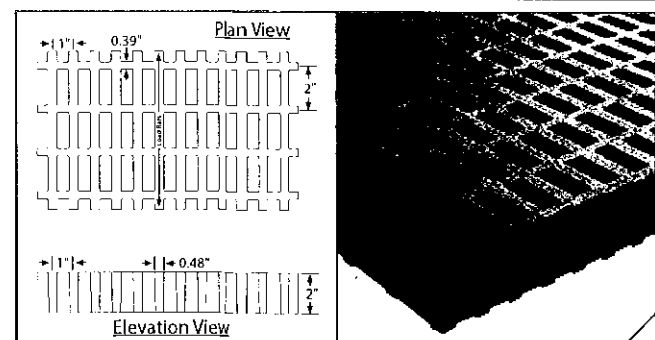 Plan View
1"
0.39"
2"
Load Bars
1"
0.48"
2"
Elevation View